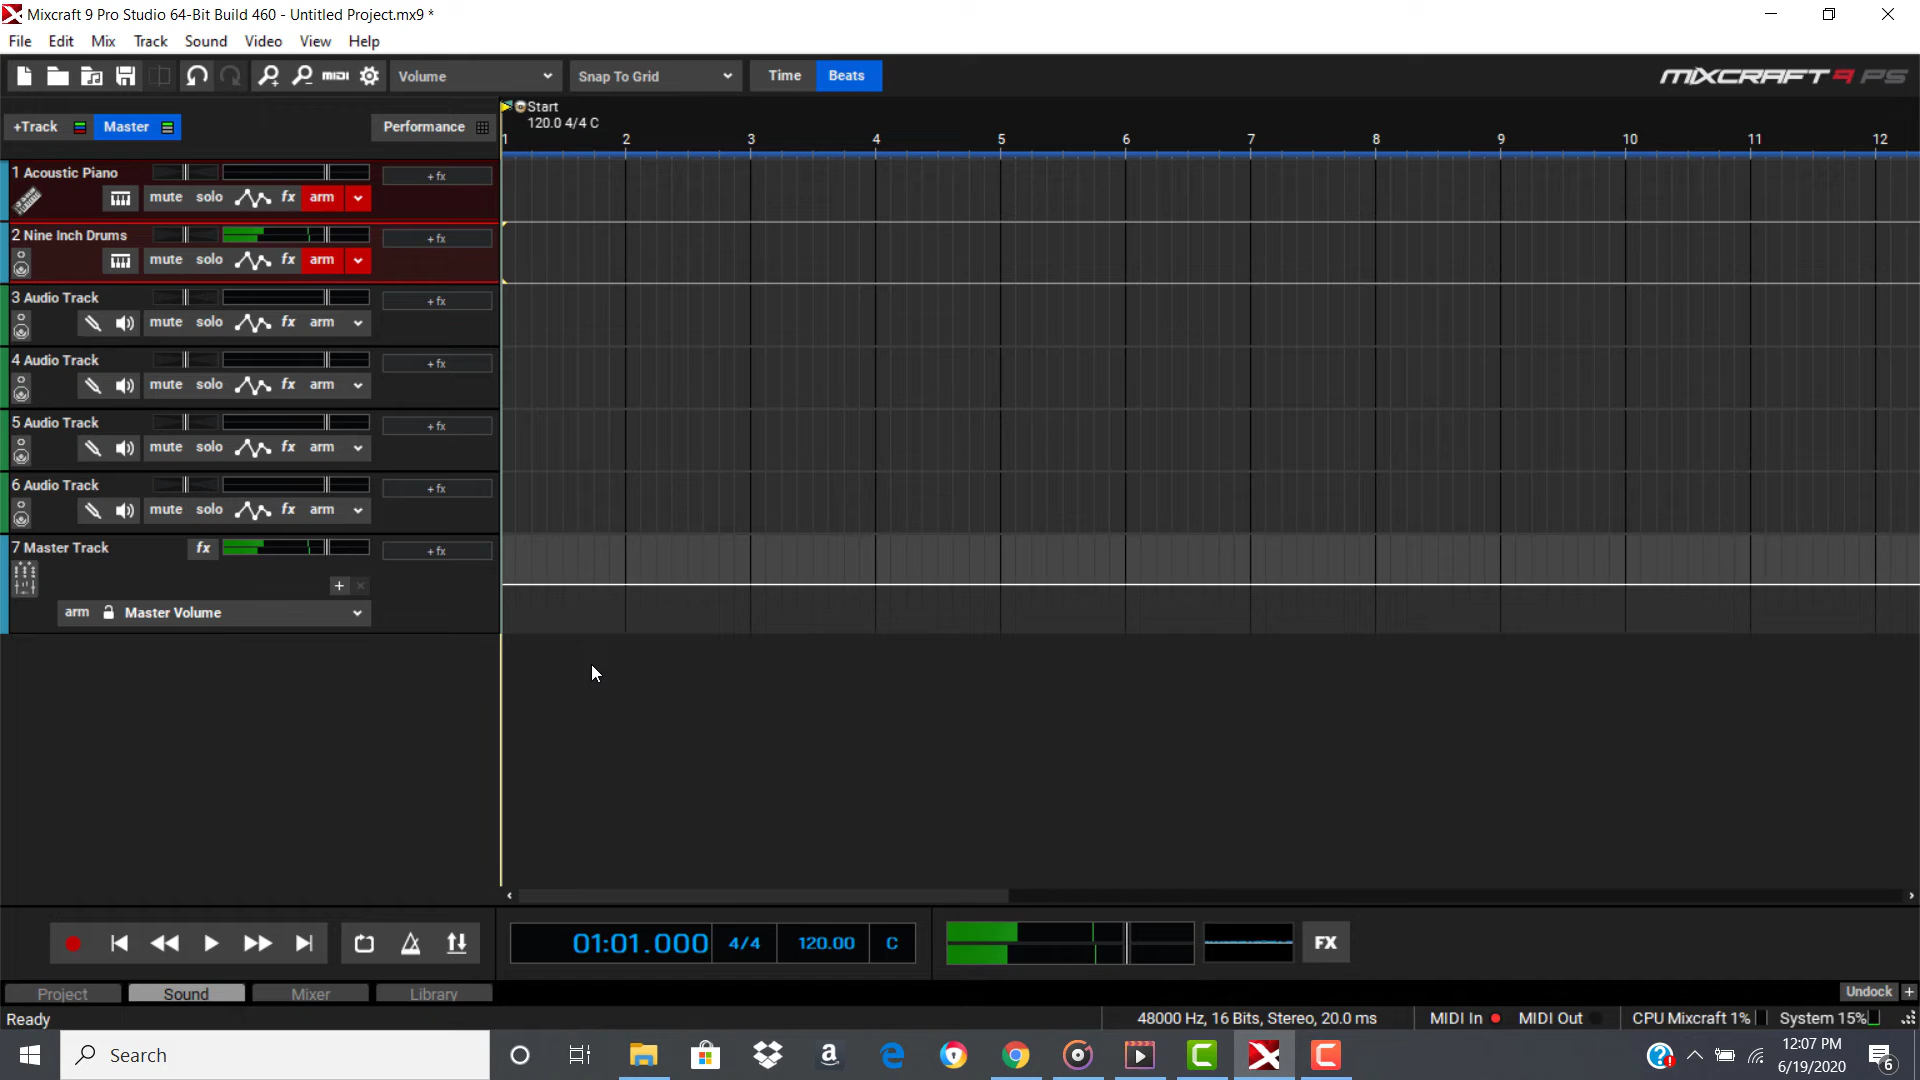 Mixcraft 9 Pro Studio 64-Bit Build 460 - Untitled Project.mx9 *
File Edit Mix Track Sound Video View Help
MIDI Volume Snap To Grid Time Beats MIXCRAFT 9 PS
+Track Master Performance
Start
120.0 4/4 C
1 2 3 4 5 6 7 8 9 10 11 12
1 Acoustic Piano +fx
mute solo fx arm
2 Nine Inch Drums +fx
mute solo fx arm
3 Audio Track +fx
mute solo fx arm
4 Audio Track +fx
mute solo fx arm
5 Audio Track +fx
mute solo fx arm
6 Audio Track +fx
mute solo fx arm
7 Master Track fx +fx
+ ×
arm Master Volume
01:01.000 4/4 120.00 C FX
Project Sound Mixer Library Undock +
Ready 48000 Hz, 16 Bits, Stereo, 20.0 ms MIDI In MIDI Out CPU Mixcraft 1% System 15%
Search
12:07 PM
6/19/2020
6